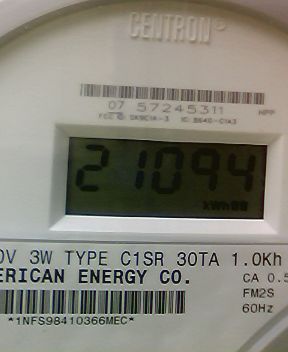 CENTRON®
07 57245311 HPP
21094
kWh
0V 3W TYPE C1SR 30TA 1.0Kh
ERICAN ENERGY CO.
CA 0.5
FM2S
60Hz
*1NFS98410366MEC*